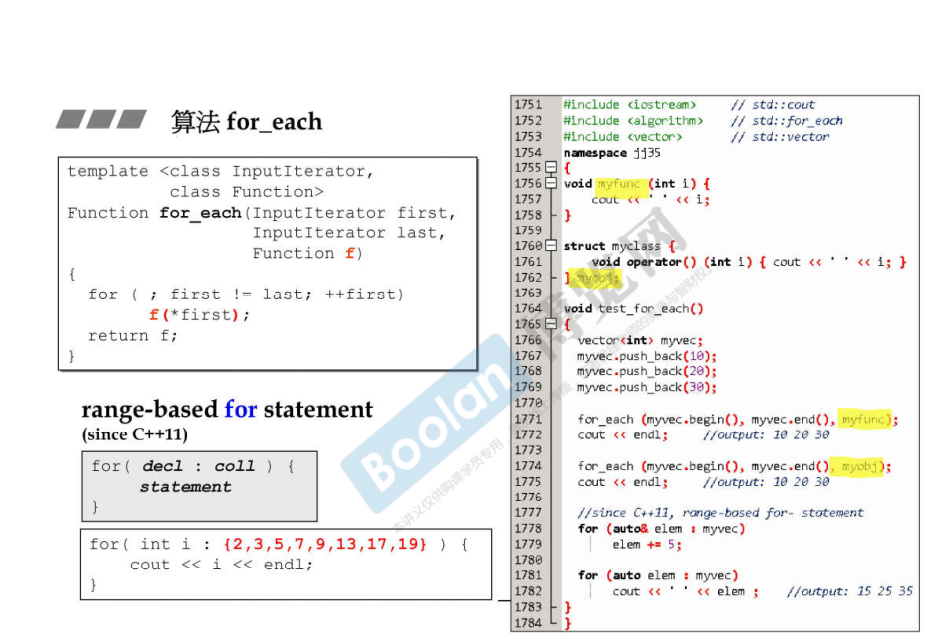 算法 for_each
template <class InputIterator,
class Function>
Function for_each(InputIterator first,
InputIterator last,
Function f)
{
for ( ; first != last; ++first)
f(*first);
return f;
}
range-based for statement
(since C++11)
for( decl : coll ) {
statement
}
for( int i : {2,3,5,7,9,13,17,19} ) {
cout << i << endl;
}
1751 #include <iostream> // std::cout
1752 #include <algorithm> // std::for_each
1753 #include <vector> // std::vector
1754 namespace jj35
1755 {
1756 void myfunc (int i) {
1757 cout << ' ' << i;
1758 }
1759
1760 struct myclass {
1761 void operator() (int i) { cout << ' ' << i; }
1762 } myobj;
1763
1764 void test_for_each()
1765 {
1766 vector<int> myvec;
1767 myvec.push_back(10);
1768 myvec.push_back(20);
1769 myvec.push_back(30);
1770
1771 for_each (myvec.begin(), myvec.end(), myfunc);
1772 cout << endl; //output: 10 20 30
1773
1774 for_each (myvec.begin(), myvec.end(), myobj);
1775 cout << endl; //output: 10 20 30
1776
1777 //since C++11, range-based for- statement
1778 for (auto& elem : myvec)
1779 elem += 5;
1780
1781 for (auto elem : myvec)
1782 cout << ' ' << elem ; //output: 15 25 35
1783 }
1784 }
Boolan 博览网